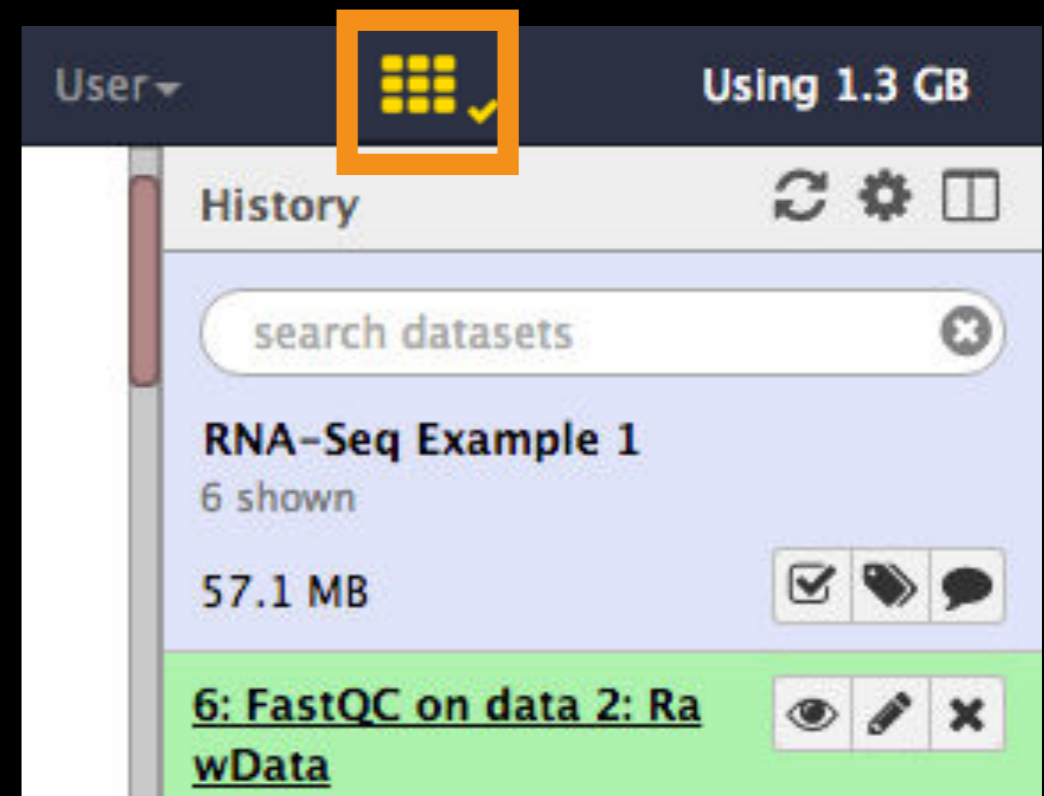 User
Using 1.3 GB
History
search datasets
RNA-Seq Example 1
6 shown
57.1 MB
6: FastQC on data 2: Ra
wData